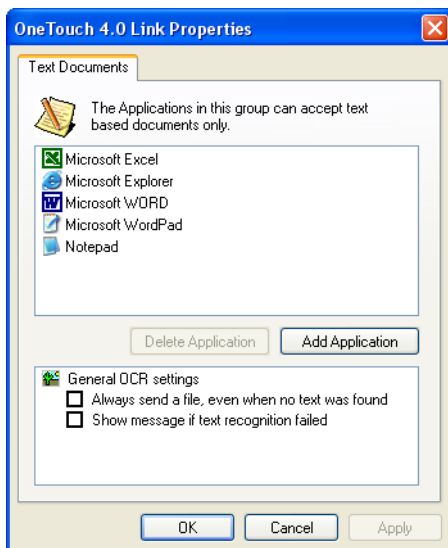 OneTouch 4.0 Link Properties
Text Documents
The Applications in this group can accept text
based documents only.
Microsoft Excel
Microsoft Explorer
Microsoft WORD
Microsoft WordPad
Notepad
Delete Application
Add Application
General OCR settings
Always send a file, even when no text was found
Show message if text recognition failed
OK
Cancel
Apply